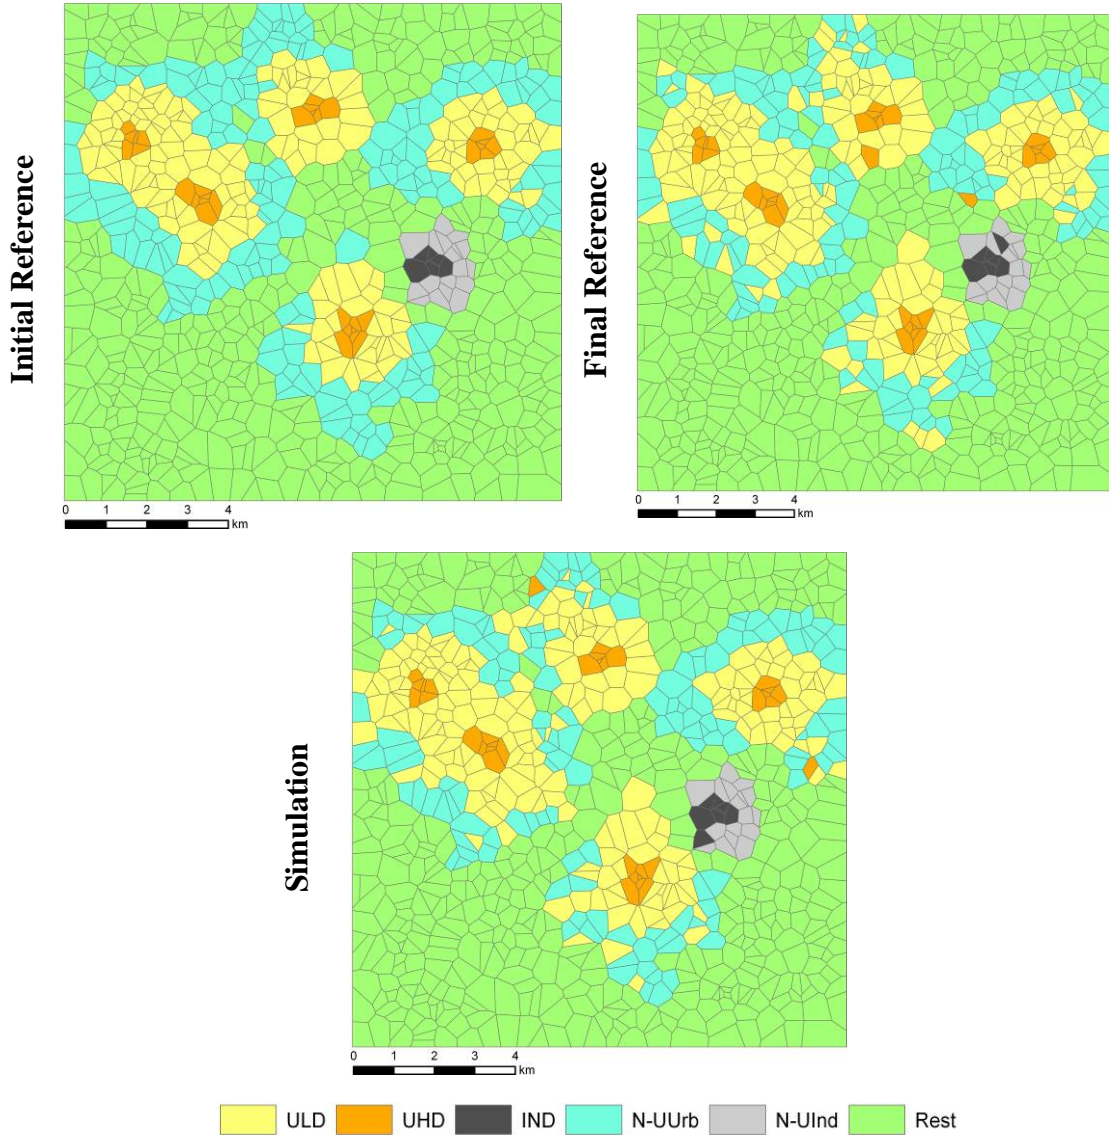 Initial Reference
0 1 2 3 4
km
Final Reference
0 1 2 3 4
km
Simulation
0 1 2 3 4
km
ULD UHD IND N-UUrb N-UInd Rest